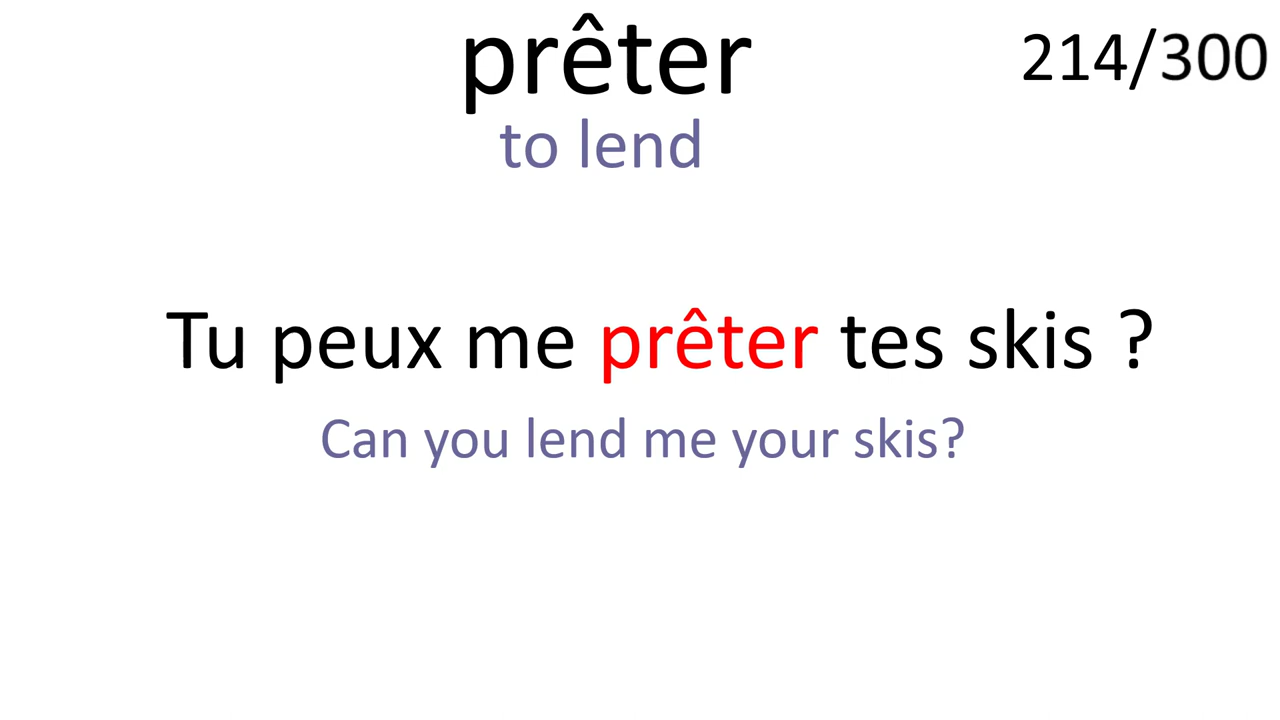 prêter
214/300
to lend
Tu peux me prêter tes skis ?
Can you lend me your skis?